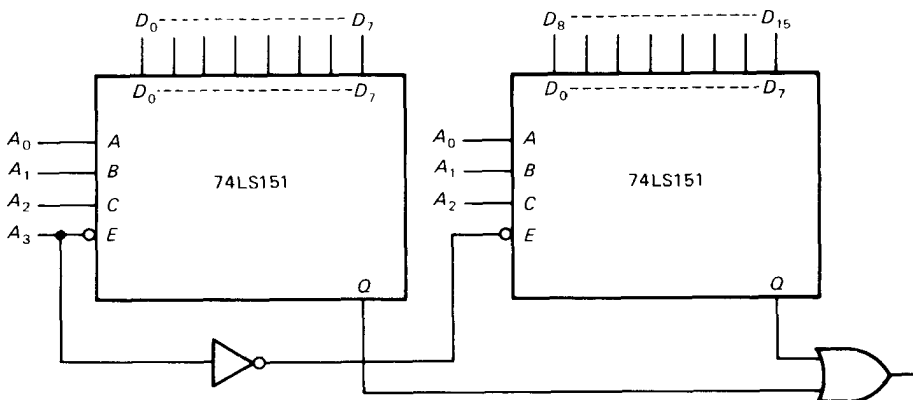 D₀ D₇
D₀ D₇
A₀ A
A₁ B
A₂ C
A₃ E
74LS151
Q
D₈ D₁₅
D₀ D₇
A₀ A
A₁ B
A₂ C
E
74LS151
Q